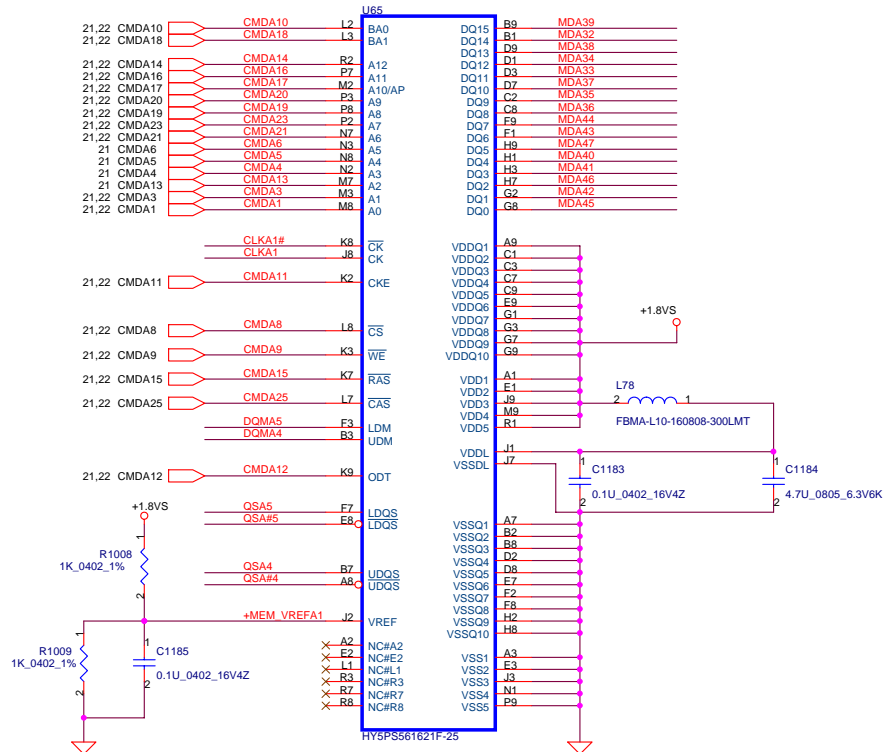 U65
21,22 CMDA10 CMDA10 L2 BA0 DQ15 B9 MDA39
21,22 CMDA18 CMDA18 L3 BA1 DQ14 B1 MDA32
DQ13 D9 MDA38
21,22 CMDA14 CMDA14 R2 A12 DQ12 D1 MDA34
21,22 CMDA16 CMDA16 P7 A11 DQ11 D3 MDA33
21,22 CMDA17 CMDA17 M2 A10/AP DQ10 D7 MDA37
21,22 CMDA20 CMDA20 P3 A9 DQ9 C2 MDA35
21,22 CMDA19 CMDA19 P8 A8 DQ8 C8 MDA36
21,22 CMDA23 CMDA23 P2 A7 DQ7 F9 MDA44
21,22 CMDA21 CMDA21 N7 A6 DQ6 F1 MDA43
21 CMDA6 CMDA6 N3 A5 DQ5 H9 MDA47
21 CMDA5 CMDA5 N8 A4 DQ4 H1 MDA40
21 CMDA4 CMDA4 N2 A3 DQ3 H3 MDA41
21 CMDA13 CMDA13 M7 A2 DQ2 H7 MDA46
21,22 CMDA3 CMDA3 M3 A1 DQ1 G2 MDA42
21,22 CMDA1 CMDA1 M8 A0 DQ0 G8 MDA45
CLKA1# K8 CK VDDQ1 A9
CLKA1 J8 CK VDDQ2 C1
VDDQ3 C3
21,22 CMDA11 CMDA11 K2 CKE VDDQ4 C7
VDDQ5 C9
VDDQ6 E9
VDDQ7 G1
+1.8VS
21,22 CMDA8 CMDA8 L8 CS VDDQ8 G3
VDDQ9 G7
21,22 CMDA9 CMDA9 K3 WE VDDQ10 G9
21,22 CMDA15 CMDA15 K7 RAS VDD1 A1
VDD2 E1
L78
21,22 CMDA25 CMDA25 L7 CAS VDD3 J9 2 1
VDD4 M9
FBMA-L10-160808-300LMT
DQMA5 F3 LDM VDD5 R1
DQMA4 B3 UDM
VDDL J1
VSSDL J7
21,22 CMDA12 CMDA12 K9 ODT
1 C1183 1 C1184
0.1U_0402_16V4Z 4.7U_0805_6.3V6K
2 2
QSA5 F7 LDQS
QSA#5 E8 LDQS VSSQ1 A7
VSSQ2 B2
VSSQ3 B8
VSSQ4 D2
QSA4 B7 UDQS VSSQ5 D8
QSA#4 A8 UDQS VSSQ6 E7
VSSQ7 F2
VSSQ8 F8
+1.8VS
1
R1008
1K_0402_1%
2
+MEM_VREFA1 J2 VREF VSSQ9 H2
VSSQ10 H8
1 1
R1009 C1185
1K_0402_1% 0.1U_0402_16V4Z
2 2
A2 NC#A2
E2 NC#E2 VSS1 A3
L1 NC#L1 VSS2 E3
R3 NC#R3 VSS3 J3
R7 NC#R7 VSS4 N1
R8 NC#R8 VSS5 P9
HY5PS561621F-25